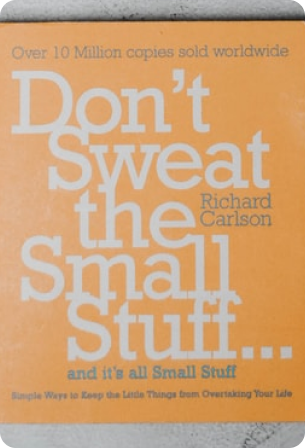 Over 10 Million copies sold worldwide
Don't
Sweat
the
Richard
Carlson
Small
Stuff...
and it's all Small Stuff
Simple Ways to Keep the Little Things from Overtaking Your Life